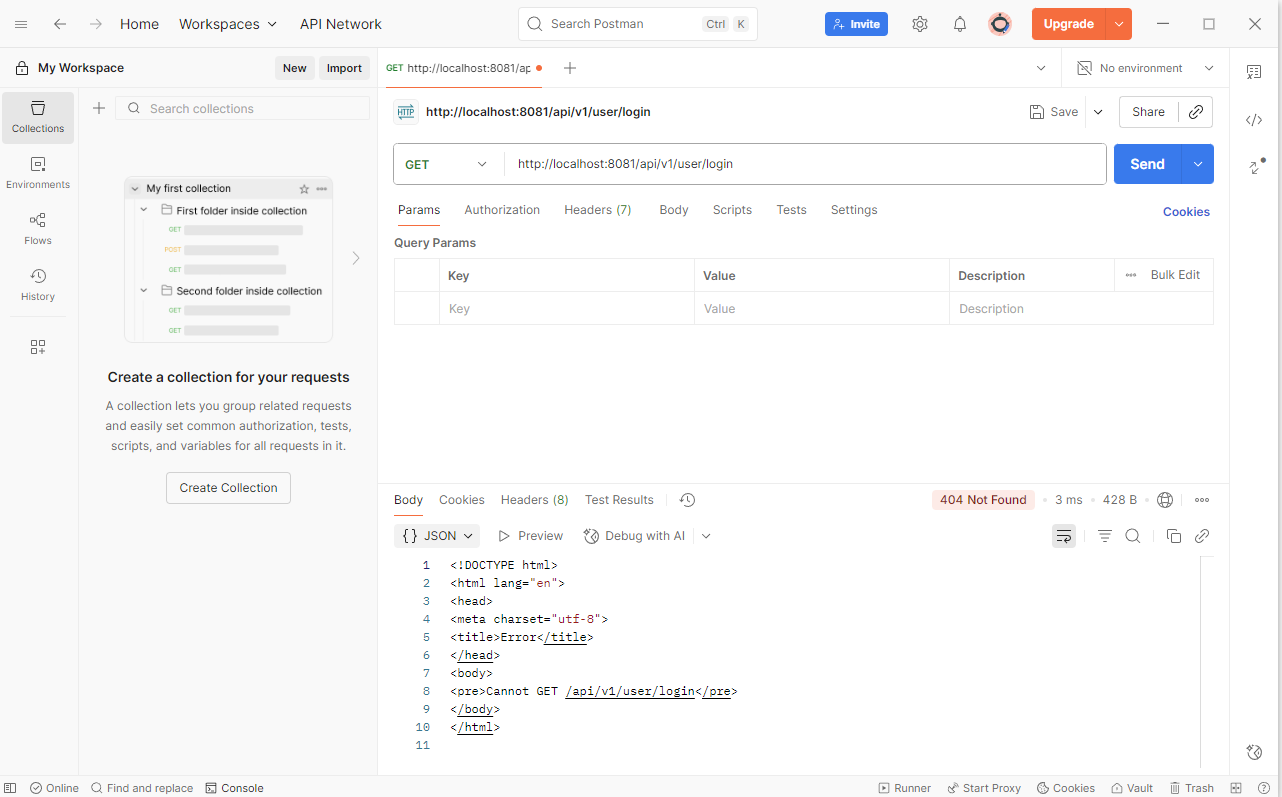 Home Workspaces API Network Search Postman Ctrl K Invite Upgrade
My Workspace New Import GET http://localhost:8081/ap No environment
Collections
Environments
Flows
History
Search collections
My first collection
First folder inside collection
GET
POST
GET
Second folder inside collection
GET
GET
Create a collection for your requests
A collection lets you group related requests
and easily set common authorization, tests,
scripts, and variables for all requests in it.
Create Collection
HTTP http://localhost:8081/api/v1/user/login Save Share
GET http://localhost:8081/api/v1/user/login Send
Params Authorization Headers (7) Body Scripts Tests Settings Cookies
Query Params
Key Value Description Bulk Edit
Key Value Description
Body Cookies Headers (8) Test Results 404 Not Found 3 ms 428 B
{} JSON Preview Debug with AI
1 <!DOCTYPE html>
2 <html lang="en">
3 <head>
4 <meta charset="utf-8">
5 <title>Error</title>
6 </head>
7 <body>
8 <pre>Cannot GET /api/v1/user/login</pre>
9 </body>
10 </html>
11
Online Find and replace Console Runner Start Proxy Cookies Vault Trash